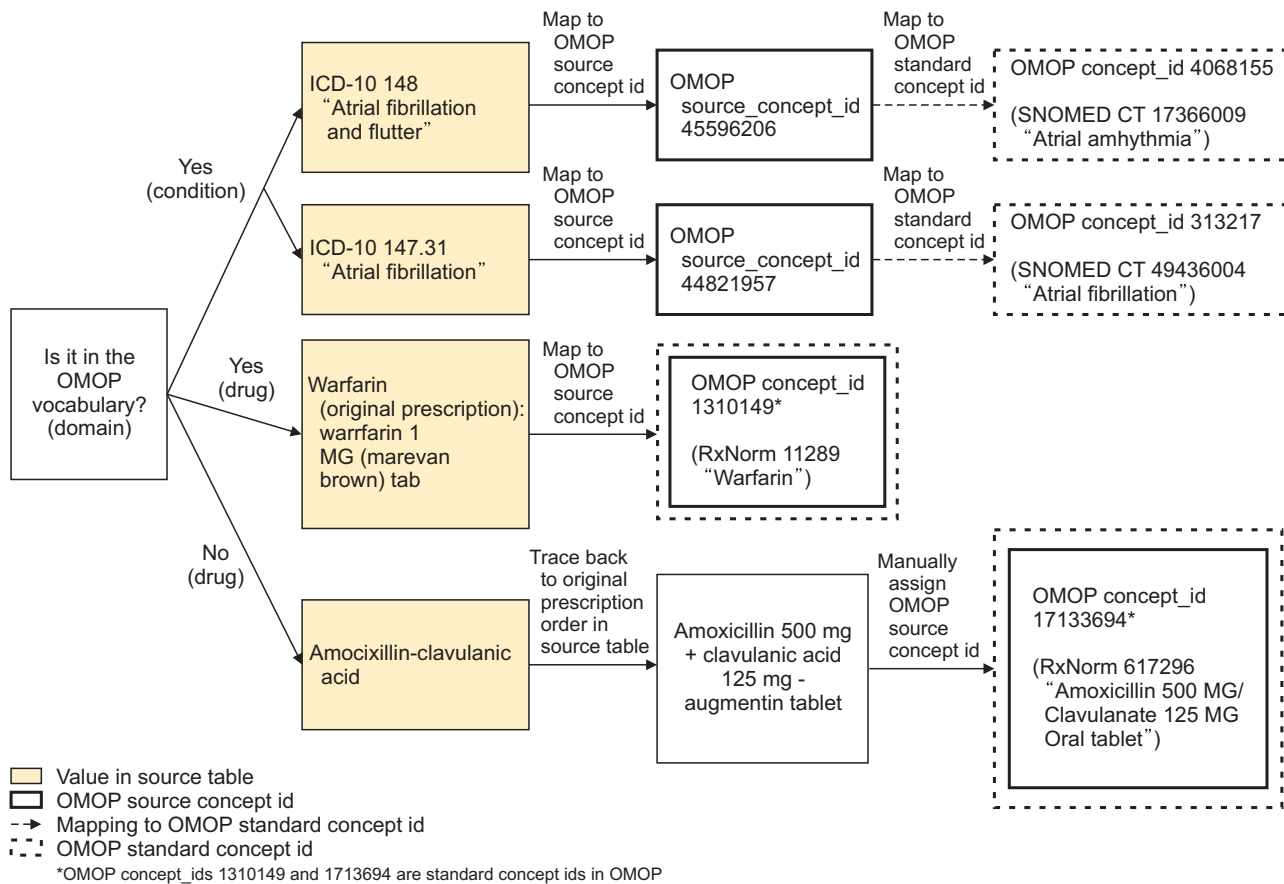 Is it in the
OMOP
vocabulary?
(domain)
Yes
(condition)
Yes
(drug)
No
(drug)
ICD-10 148
“Atrial fibrillation
and flutter”
Map to
OMOP
source
concept id
OMOP
source_concept_id
45596206
Map to
OMOP
standard
concept id
OMOP concept_id 4068155
(SNOMED CT 17366009
“Atrial amhythmia”)
ICD-10 147.31
“Atrial fibrillation”
Map to
OMOP
source
concept id
OMOP
source_concept_id
44821957
Map to
OMOP
standard
concept id
OMOP concept_id 313217
(SNOMED CT 49436004
“Atrial fibrillation”)
Warfarin
(original prescription):
warrfarin 1
MG (marevan
brown) tab
Map to
OMOP
source
concept id
OMOP concept_id
1310149*
(RxNorm 11289
“Warfarin”)
Amocixillin-clavulanic
acid
Trace back
to original
prescription
order in
source table
Amoxicillin 500 mg
+ clavulanic acid
125 mg -
augmentin tablet
Manually
assign
OMOP
source
concept id
OMOP concept_id
17133694*
(RxNorm 617296
“Amoxicillin 500 MG/
Clavulanate 125 MG
Oral tablet”)
Value in source table
OMOP source concept id
Mapping to OMOP standard concept id
OMOP standard concept id
*OMOP concept_ids 1310149 and 1713694 are standard concept ids in OMOP